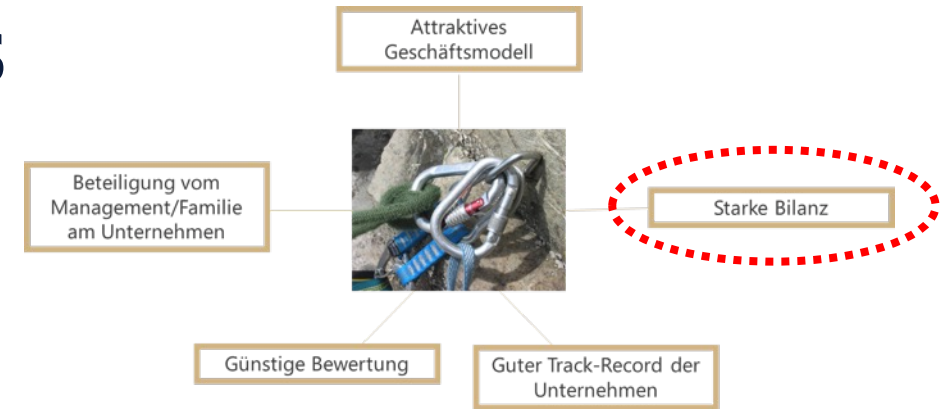 Attraktives
Geschäftsmodell
Beteiligung vom
Management/Familie
am Unternehmen
Starke Bilanz
Günstige Bewertung
Guter Track-Record der
Unternehmen